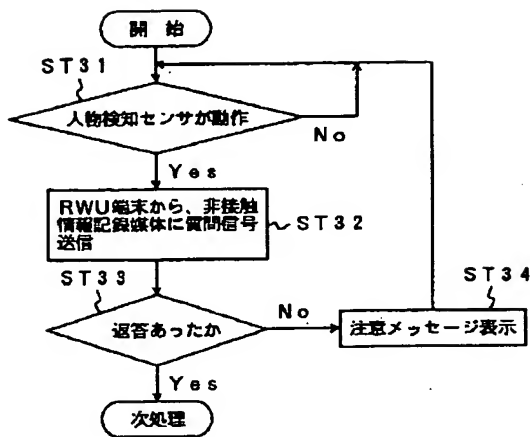 開 始
ST31
人物検知センサが動作
No
Yes
RWU端末から、非接触
情報記録媒体に質問信号
送信
ST32
ST33
返答あったか
No
ST34
注意メッセージ表示
Yes
次処理